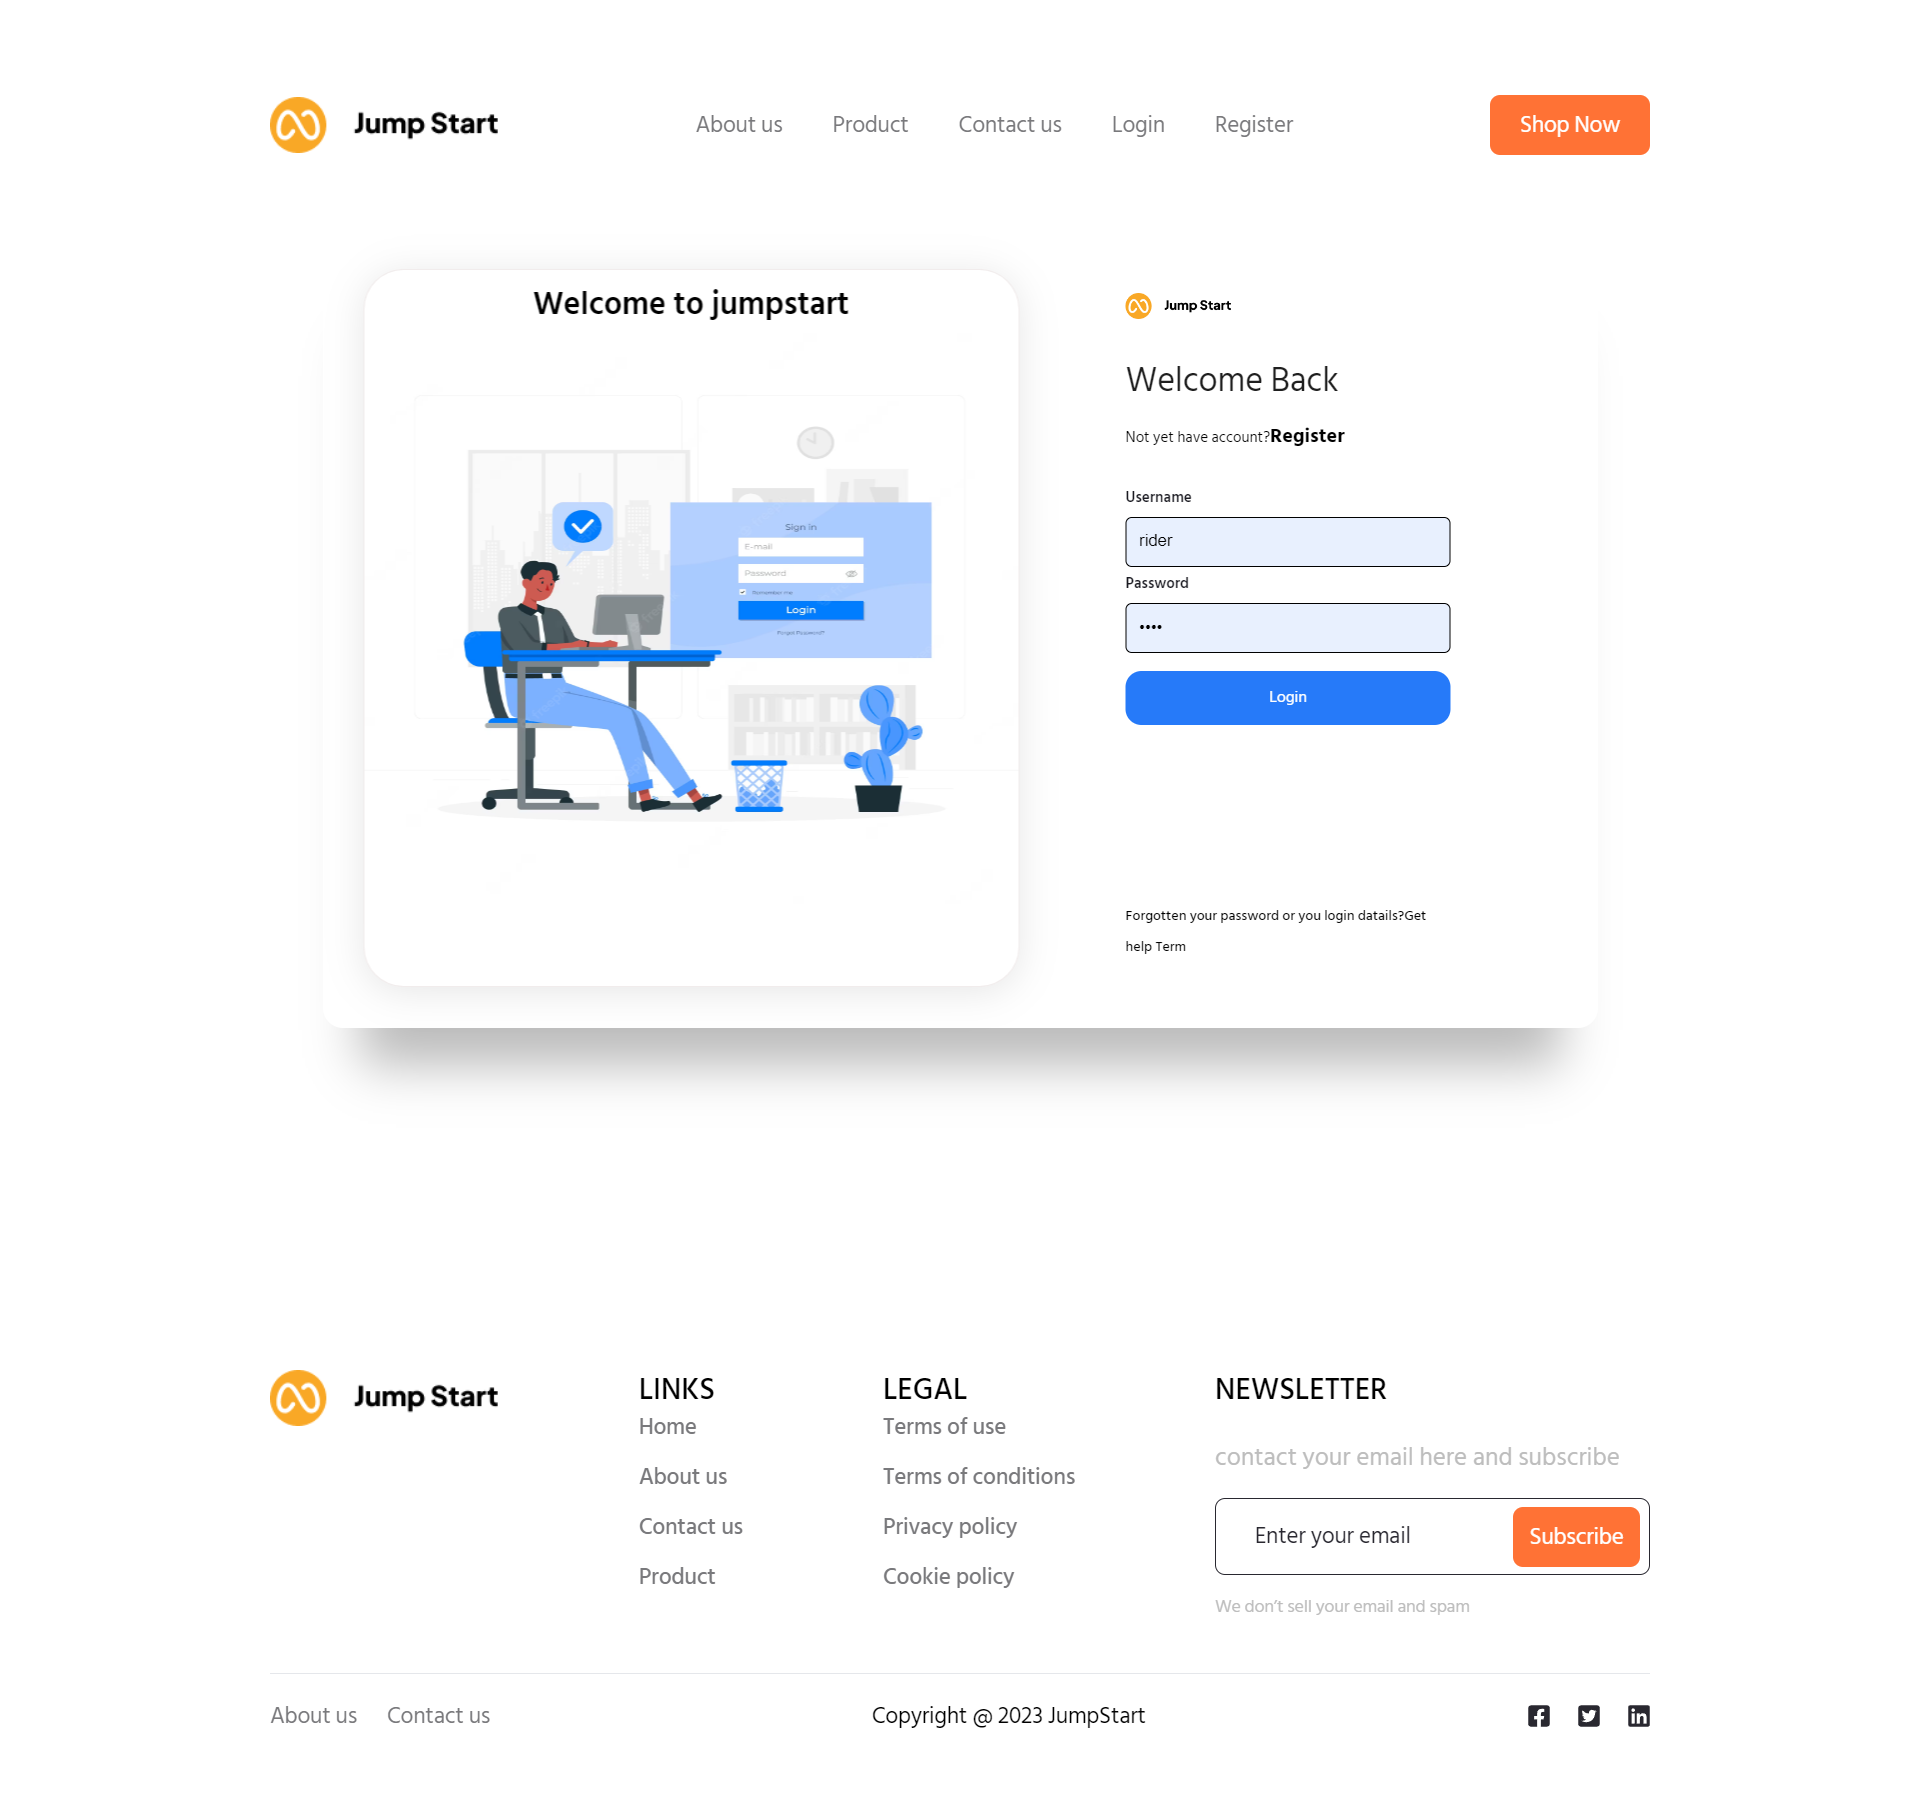 Jump Start
About us
Product
Contact us
Login
Register
Shop Now
Welcome to jumpstart
Sign in
E-mail
Password
Remember me
Login
Forgot Password?
Jump Start
Welcome Back
Not yet have account?Register
Username
rider
Password
••••
Login
Forgotten your password or you login datails?Get
help Term
Jump Start
LINKS
Home
About us
Contact us
Product
LEGAL
Terms of use
Terms of conditions
Privacy policy
Cookie policy
NEWSLETTER
contact your email here and subscribe
Enter your email
Subscribe
We don't sell your email and spam
About us
Contact us
Copyright @ 2023 JumpStart